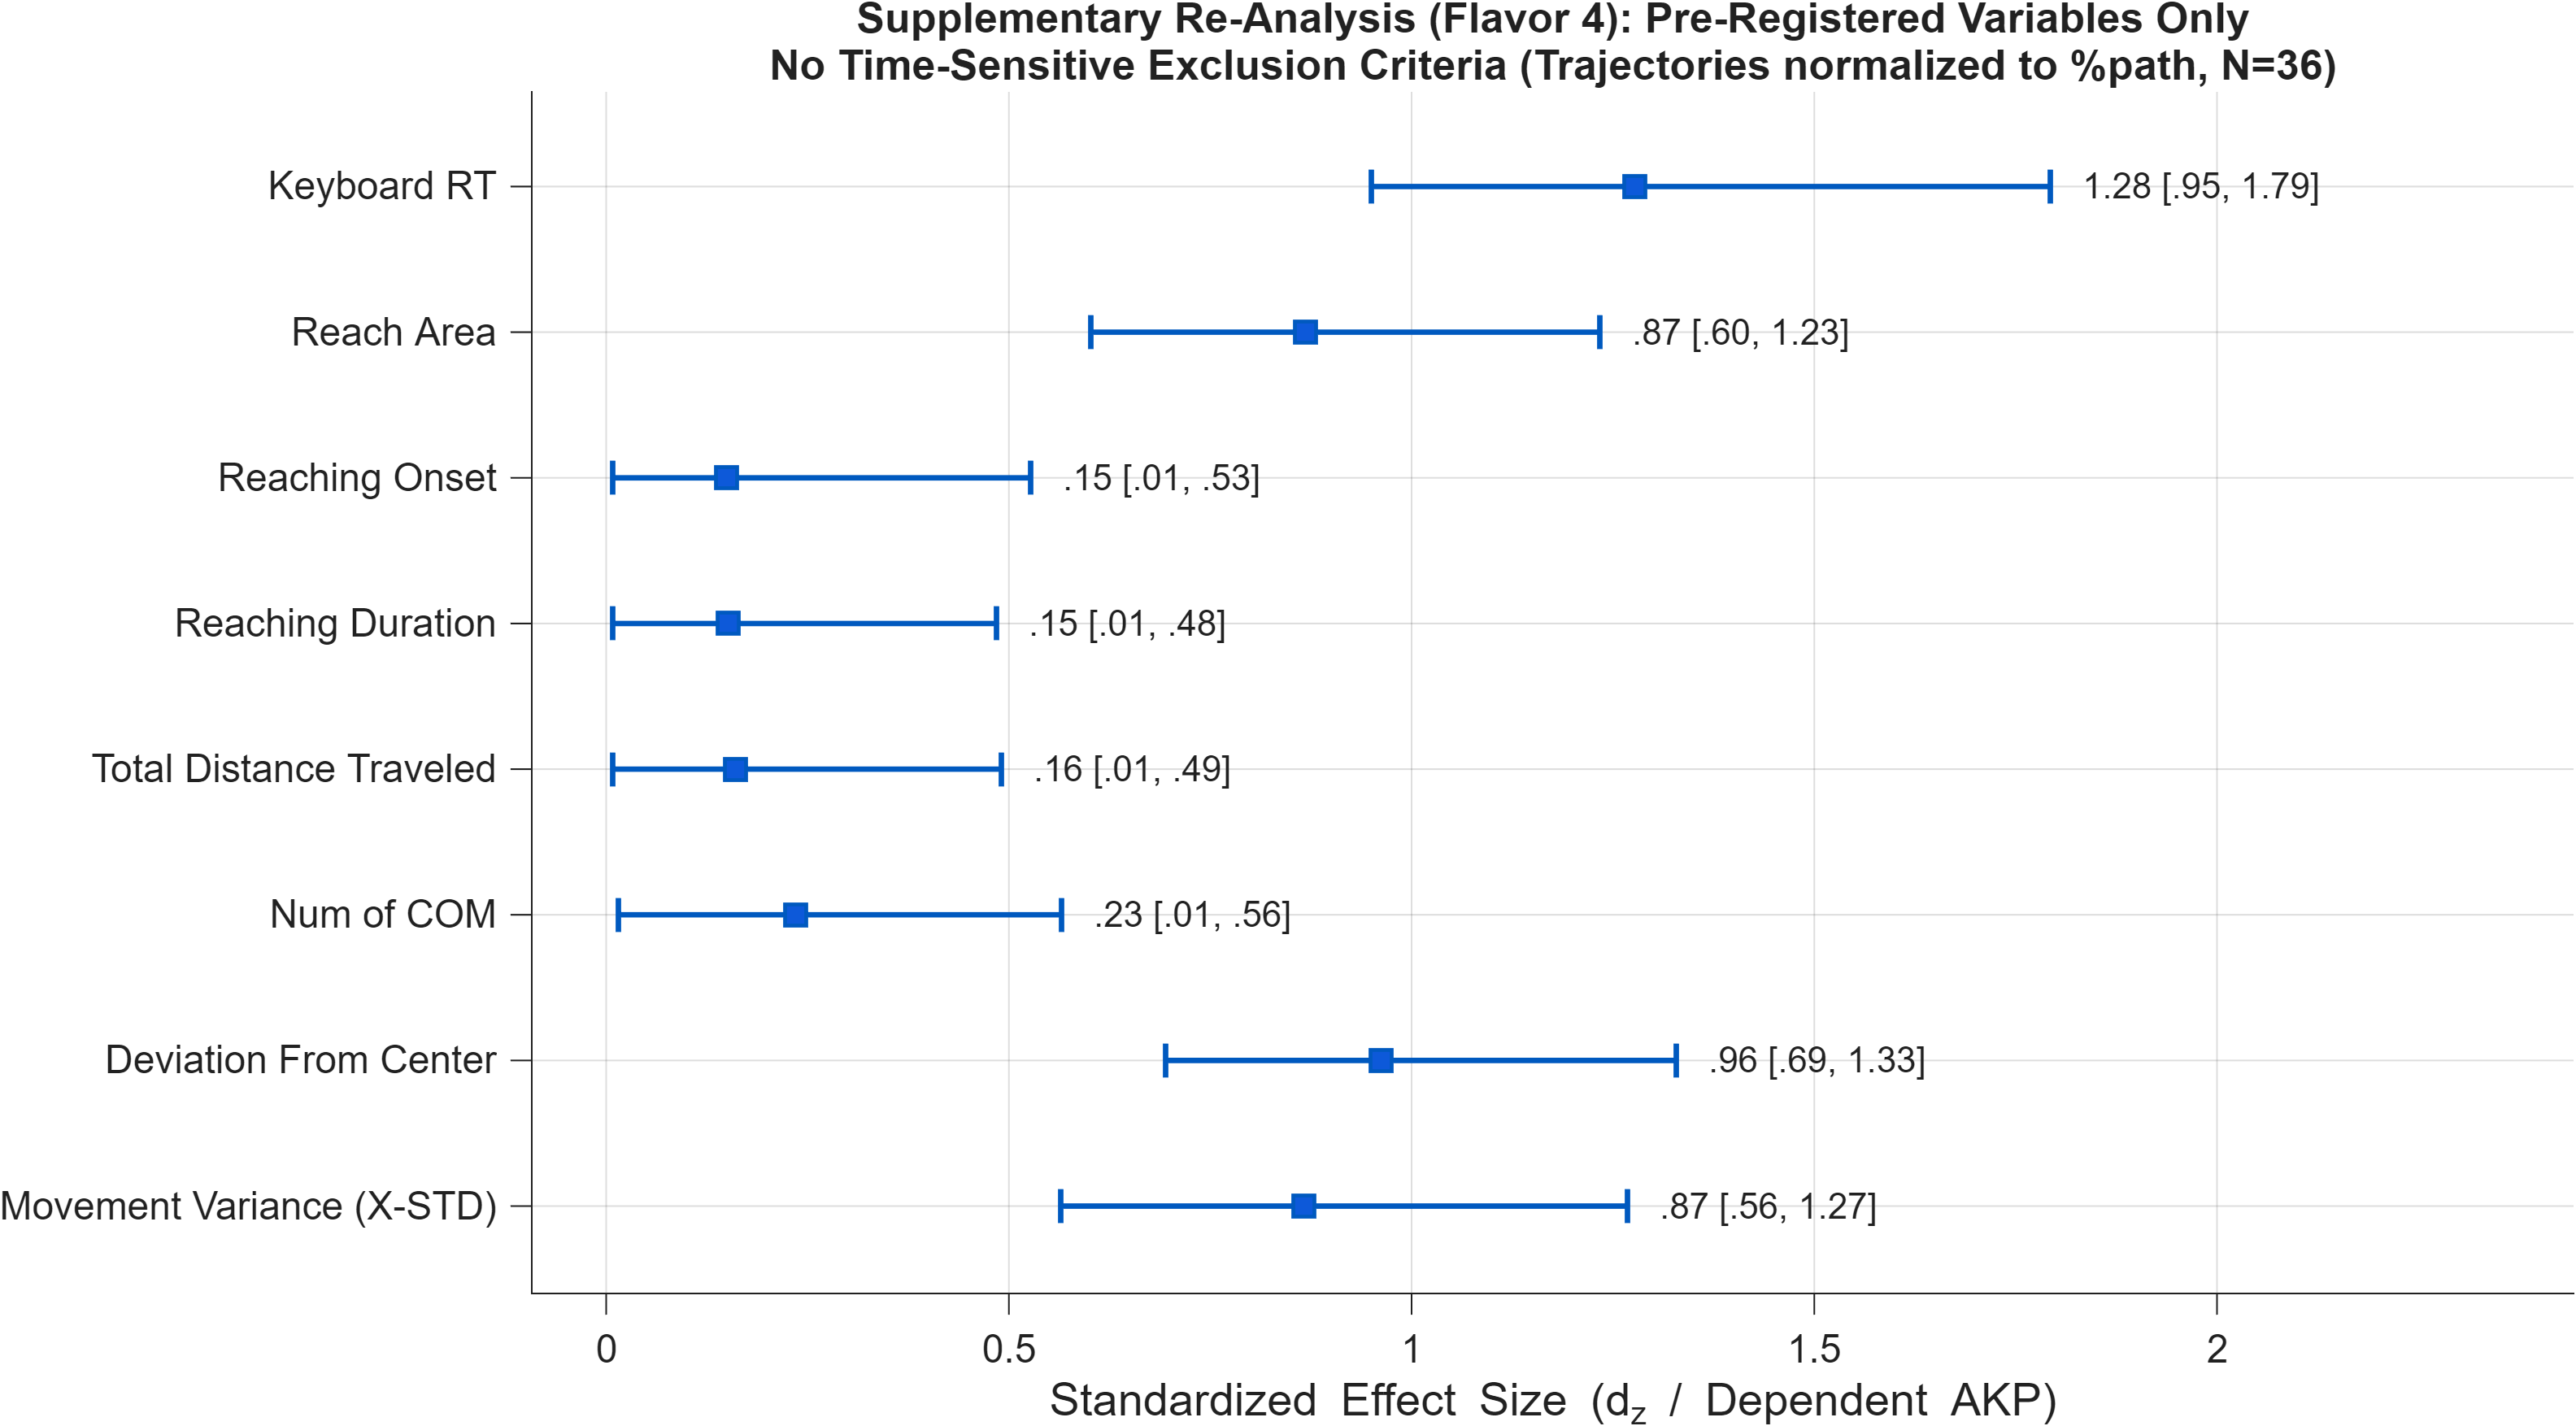 Supplementary Re-Analysis (Flavor 4): Pre-Registered Variables Only
No Time-Sensitive Exclusion Criteria (Trajectories normalized to %path, N=36)
Keyboard RT
1.28 [.95, 1.79]
Reach Area
.87 [.60, 1.23]
Reaching Onset
.15 [.01, .53]
Reaching Duration
.15 [.01, .48]
Total Distance Traveled
.16 [.01, .49]
Num of COM
.23 [.01, .56]
Deviation From Center
.96 [.69, 1.33]
Movement Variance (X-STD)
.87 [.56, 1.27]
0 0.5 1 1.5 2
Standardized Effect Size (dz / Dependent AKP)